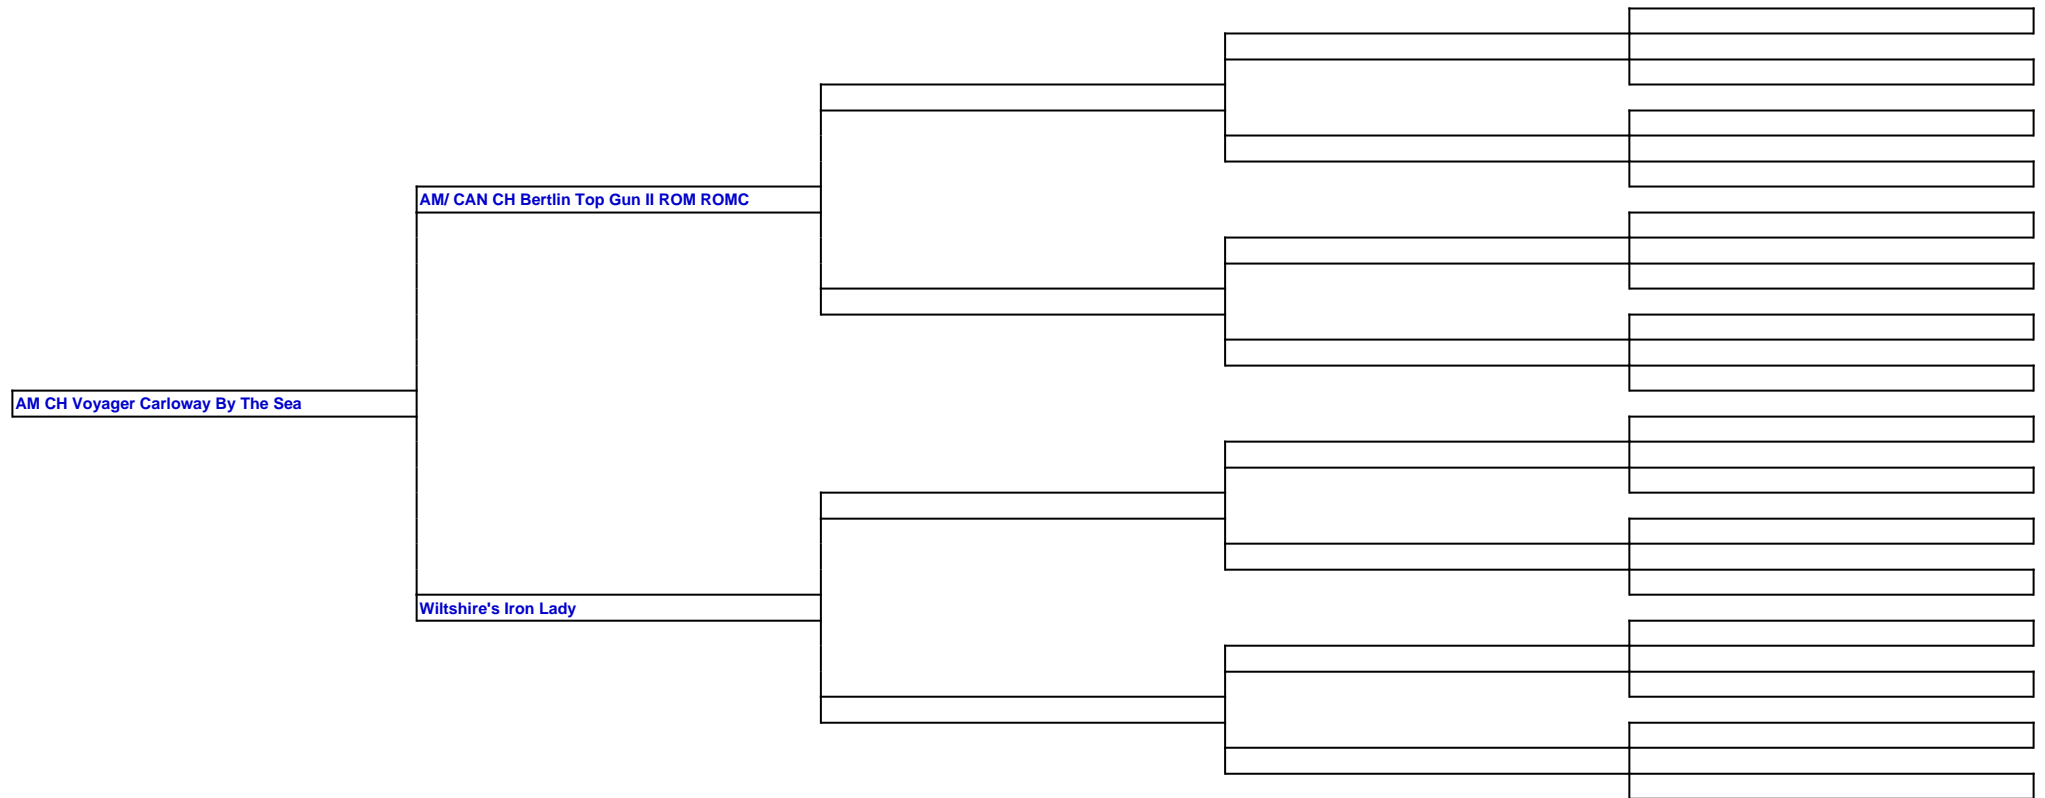 AM/ CAN CH Bertlin Top Gun II ROM ROMC
AM CH Voyager Carloway By The Sea
Wiltshire's Iron Lady